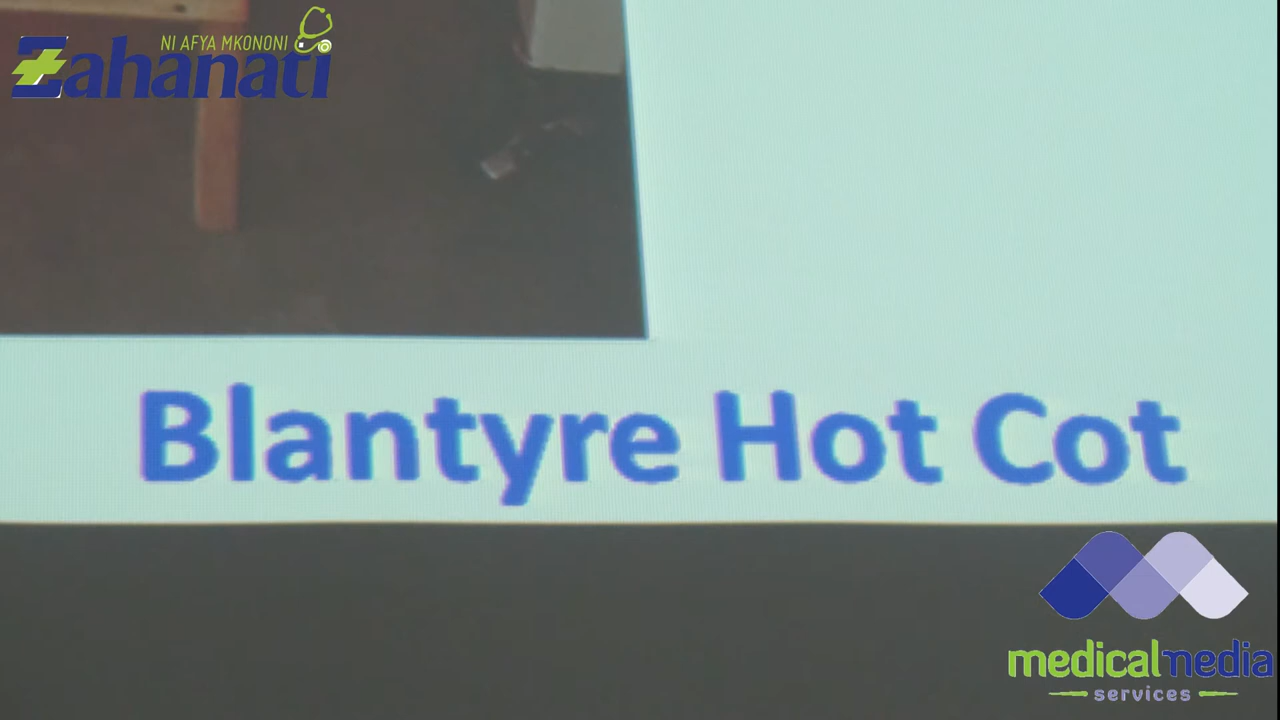 NI AFYA MKONONI
Zahanati
Blantyre Hot Cot
medicalmedia
services